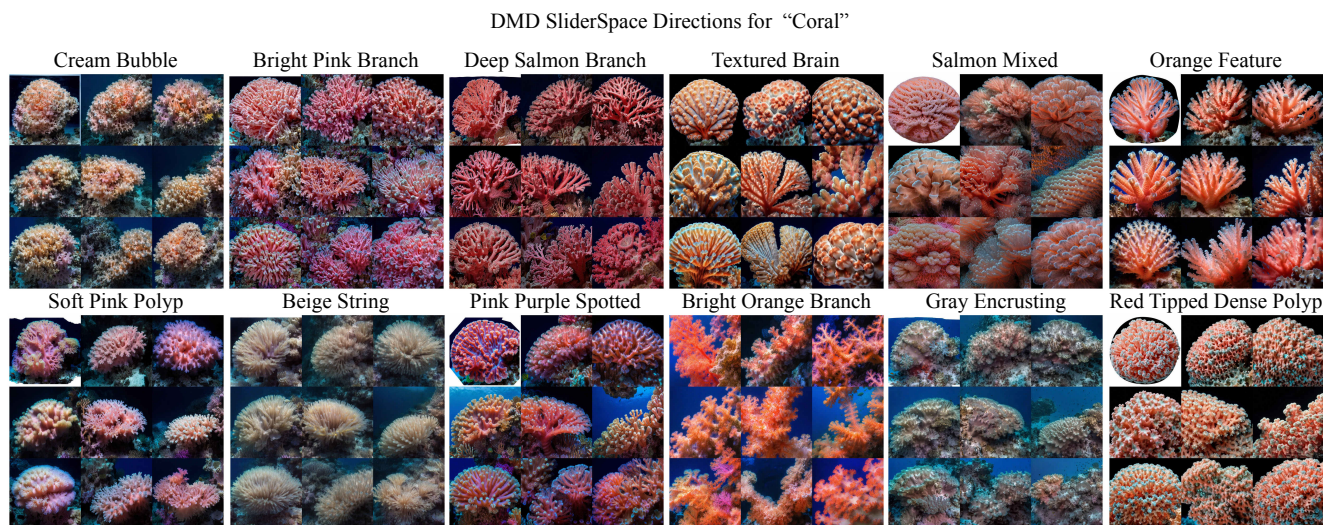 DMD SliderSpace Directions for “Coral”
Cream Bubble Bright Pink Branch Deep Salmon Branch Textured Brain Salmon Mixed Orange Feature
Soft Pink Polyp Beige String Pink Purple Spotted Bright Orange Branch Gray Encrusting Red Tipped Dense Polyp